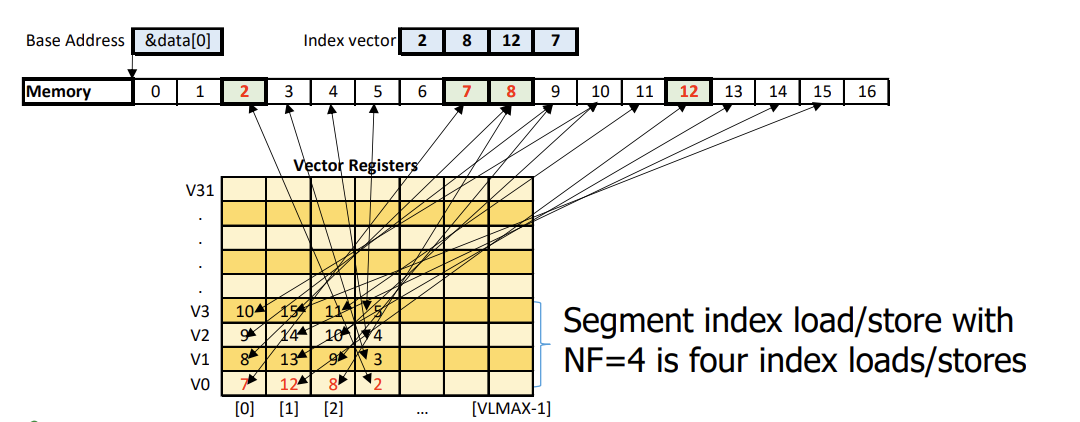 Base Address &data[0] Index vector 2 8 12 7
Memory 0 1 2 3 4 5 6 7 8 9 10 11 12 13 14 15 16
Vector Registers
V31
.
.
.
.
V3 10 15 11 5
V2 9 14 10 4
V1 8 13 9 3
V0 7 12 8 2
[0] [1] [2] ... [VLMAX-1]
Segment index load/store with
NF=4 is four index loads/stores